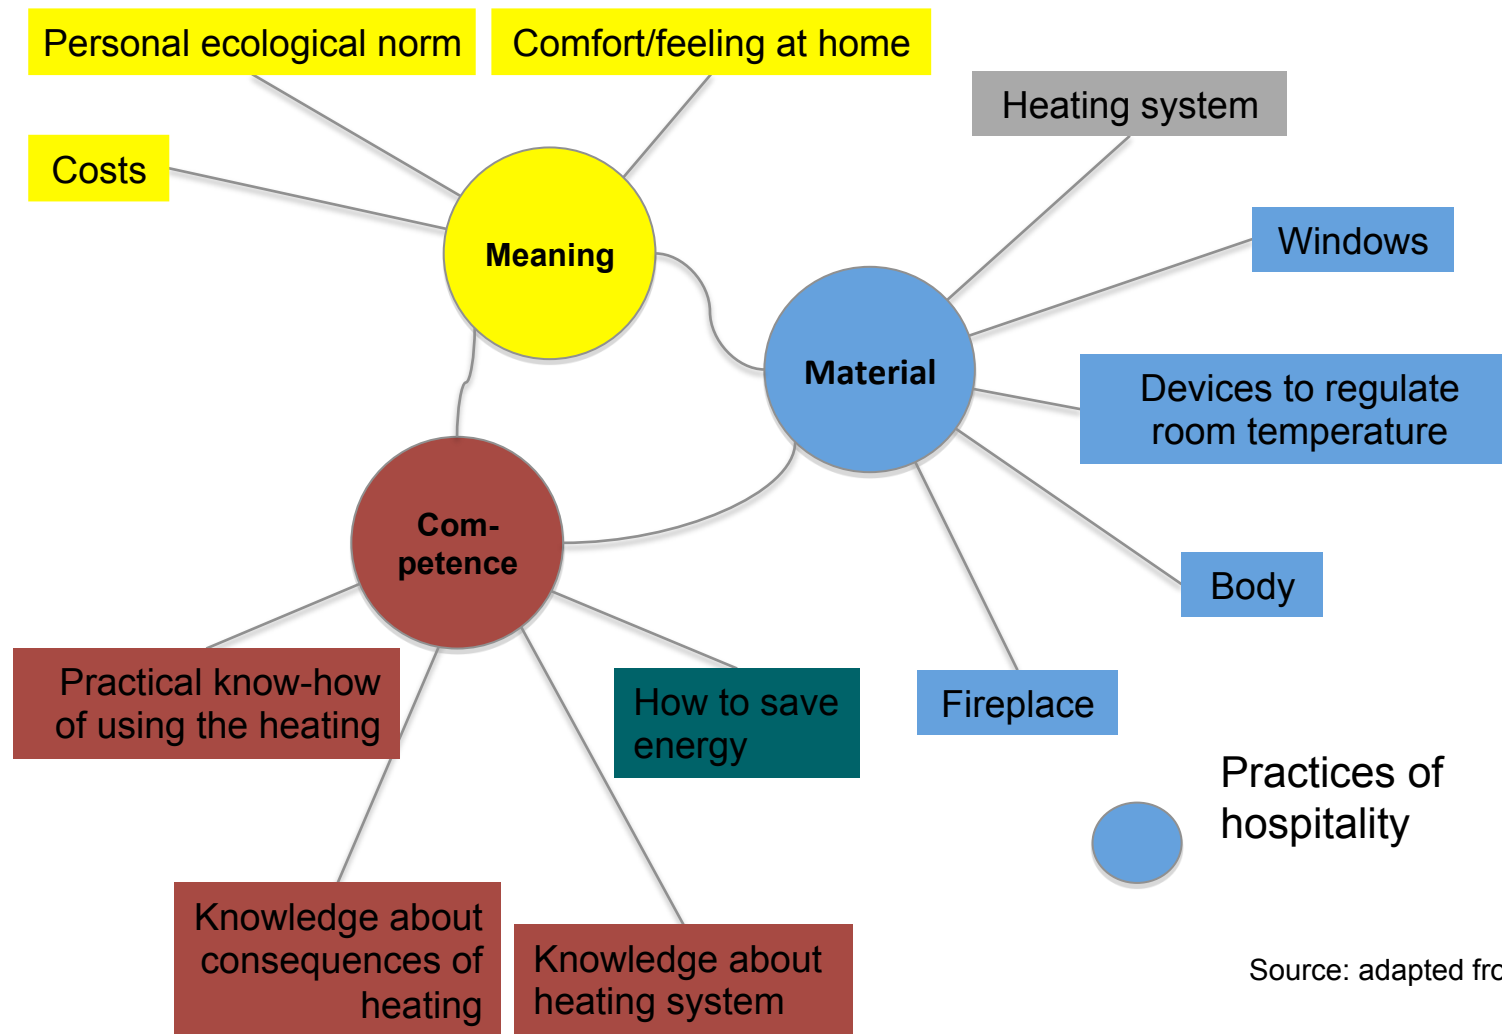 Personal ecological norm
Comfort/feeling at home
Heating system
Costs
Windows
Meaning
Material
Devices to regulate
room temperature
Com-
petence
Body
Practical know-how
of using the heating
How to save
energy
Fireplace
Practices of
hospitality
Knowledge about
consequences of
heating
Knowledge about
heating system
Source: adapted